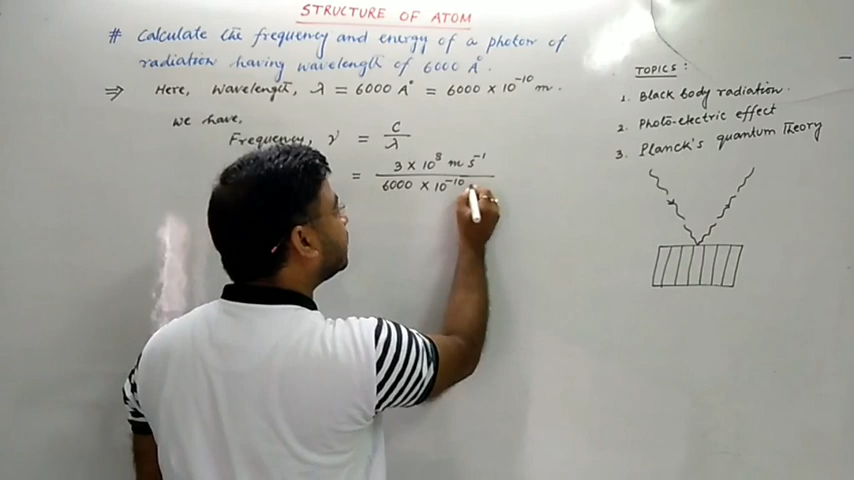 STRUCTURE OF ATOM
# Calculate the frequency and energy of a photon of
radiation having wavelength of 6000 A°.
⇒ Here, wavelength, λ = 6000 A° = 6000 × 10⁻¹⁰ m.
we have,
Frequency, ν = C/λ
= 3 × 10⁸ m s⁻¹ / 6000 × 10⁻¹⁰
TOPICS:
1. Black body radiation.
2. Photo-electric effect
3. Planck's quantum Theory